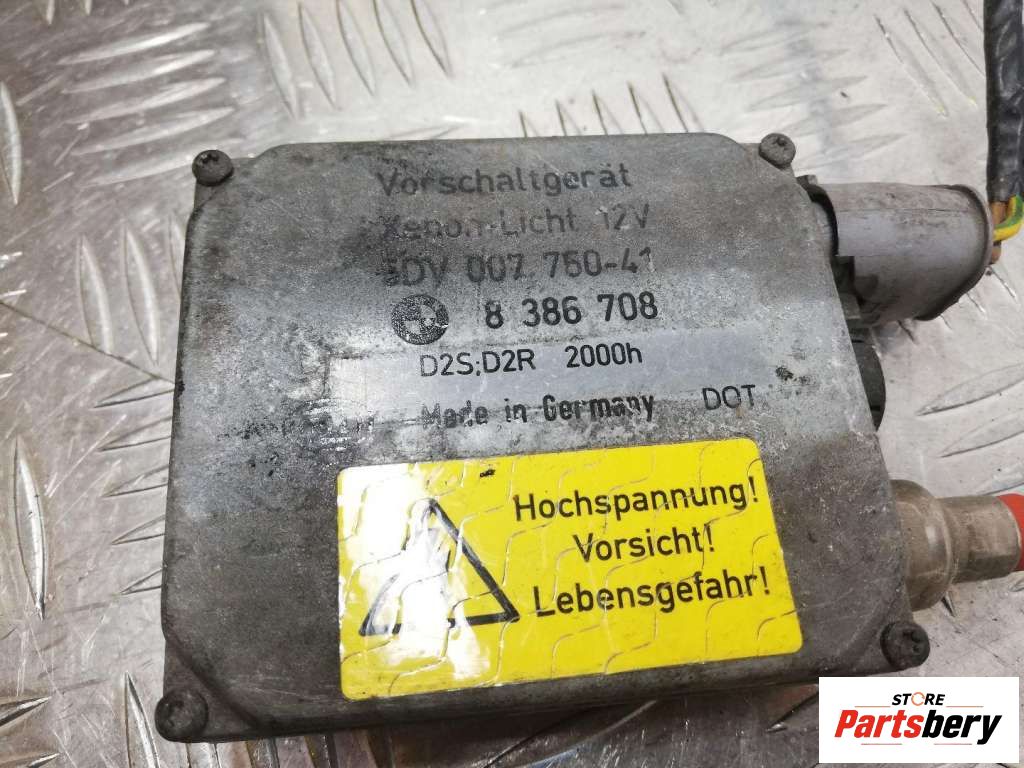 Vorschaltgerät
Xenon-Licht 12V
5DV 007 760-41
8 386 708
D2S;D2R 2000h
Made in Germany DOT
Hochspannung!
Vorsicht!
Lebensgefahr!
STORE
Partsbery